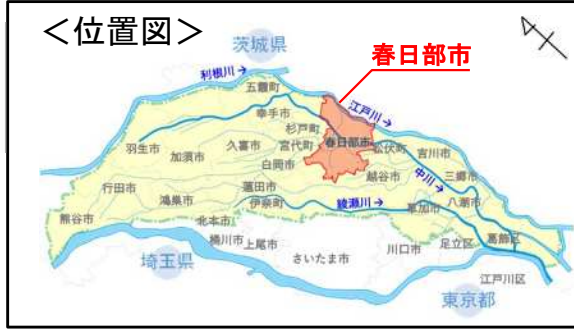 <位置図>
茨城県
春日部市
利根川→
五霞町
江戸川→
幸手市
杉戸町
羽生市
加須市
久喜市
宮代町
春日部市
松伏町
吉川市
白岡市
三郷市
行田市
蓮田市
越谷市
中川→
鴻巣市
伊奈町
綾瀬川→
八潮市
熊谷市
北本市
草加市
桶川市
上尾市
川口市
足立区
葛飾区
埼玉県
さいたま市
江戸川区
東京都